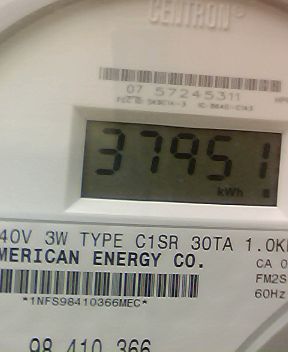 CENTRON®
07 57245311
37951
kWh
40V 3W TYPE C1SR 30TA 1.0K
MERICAN ENERGY CO.
CA 0
FM2S
60Hz
*1NFS98410366MEC*
98 410 366